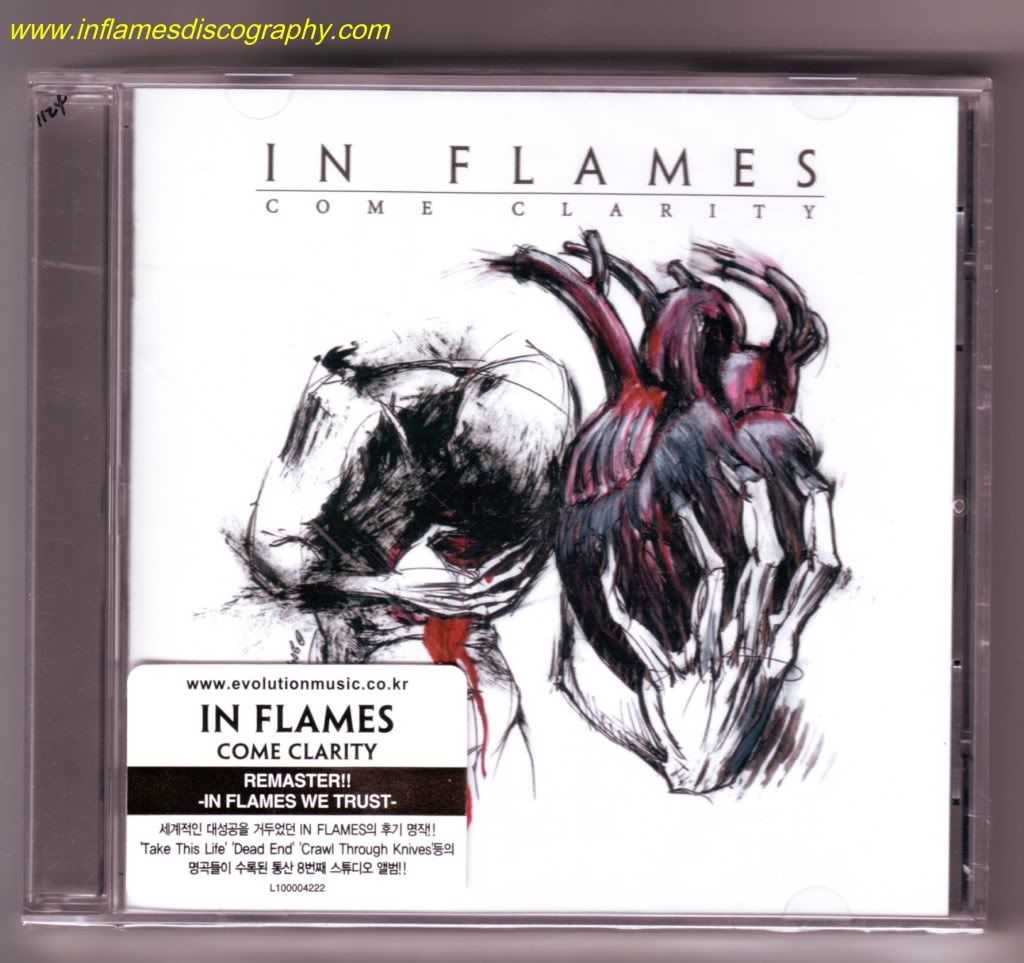 www.inflamesdiscography.com
IN FLAMES
COME CLARITY
www.evolutionmusic.co.kr
IN FLAMES
COME CLARITY
REMASTER!!
-IN FLAMES WE TRUST-
세계적인 대성공을 거두었던 IN FLAMES의 후기 명작!!
'Take This Life' 'Dead End' 'Crawl Through Knives'등의
명곡들이 수록된 통산 8번째 스튜디오 앨범!!
L100004222